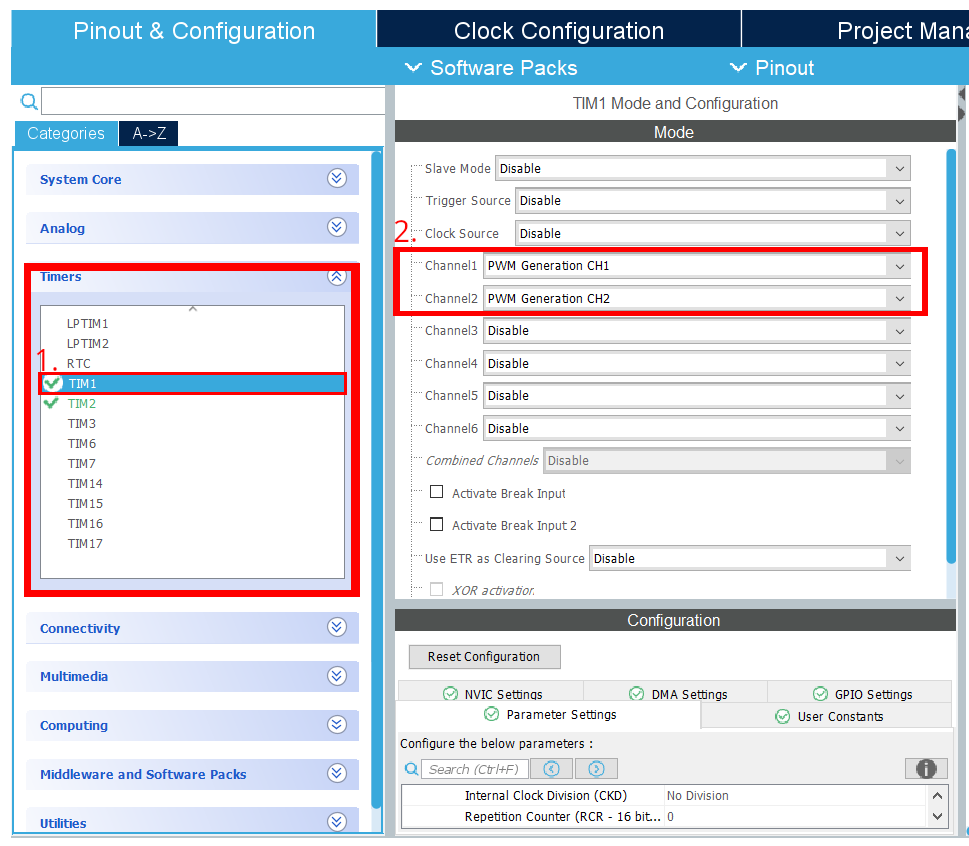 Pinout & Configuration
Clock Configuration
Project Mana
Software Packs
Pinout
Categories
A->Z
System Core
Analog
Timers
LPTIM1
LPTIM2
1.
RTC
TIM1
TIM2
TIM3
TIM6
TIM7
TIM14
TIM15
TIM16
TIM17
Connectivity
Multimedia
Computing
Middleware and Software Packs
Utilities
TIM1 Mode and Configuration
Mode
Slave Mode Disable
Trigger Source Disable
2.
Clock Source Disable
Channel1 PWM Generation CH1
Channel2 PWM Generation CH2
Channel3 Disable
Channel4 Disable
Channel5 Disable
Channel6 Disable
Combined Channels Disable
Activate Break Input
Activate Break Input 2
Use ETR as Clearing Source Disable
XOR activation
Configuration
Reset Configuration
NVIC Settings
DMA Settings
GPIO Settings
Parameter Settings
User Constants
Configure the below parameters :
Search (Ctrl+F)
Internal Clock Division (CKD) No Division
Repetition Counter (RCR - 16 bit... 0